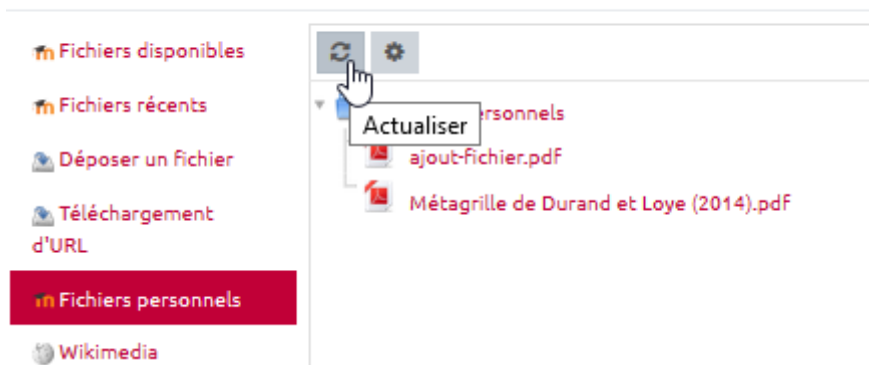 Fichiers disponibles
Fichiers récents
Déposer un fichier
Téléchargement
d'URL
Fichiers personnels
Wikimedia
Actualiser
ersonnels
ajout-fichier.pdf
Métagrille de Durand et Loye (2014).pdf